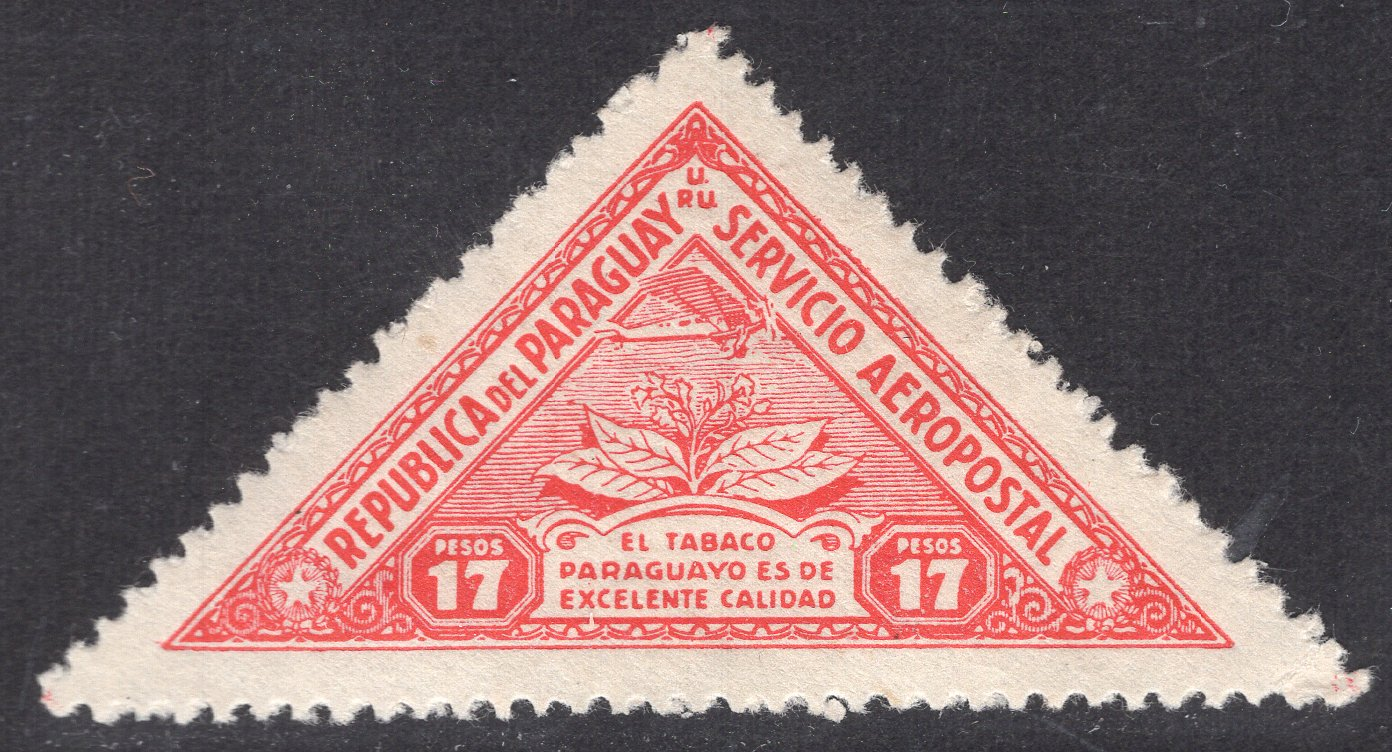 U.
P.U.
REPUBLICA DEL PARAGUAY
SERVICIO AEROPOSTAL
PESOS
17
EL TABACO
PARAGUAYO ES DE
EXCELENTE CALIDAD
PESOS
17